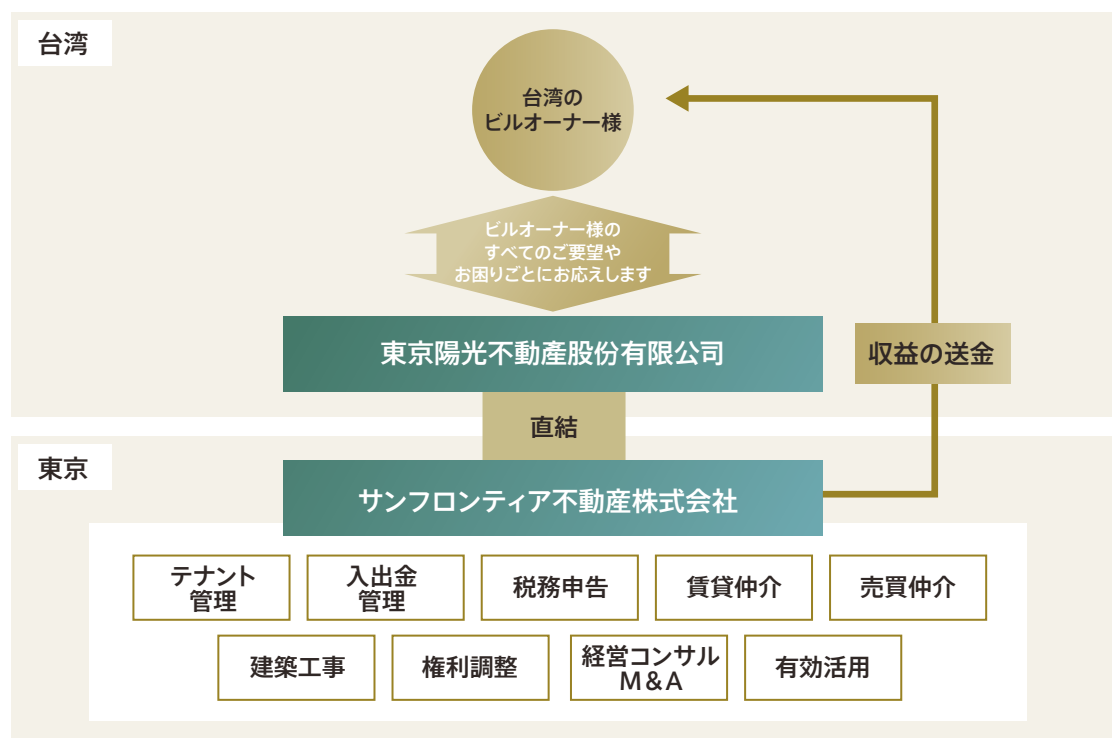 台湾
台湾の
ビルオーナー様
ビルオーナー様の
すべてのご要望や
お困りごとにお応えします
東京陽光不動產股份有限公司
収益の送金
直結
東京
サンフロンティア不動産株式会社
テナント
管理
入出金
管理
税務申告
賃貸仲介
売買仲介
建築工事
権利調整
経営コンサル
M&A
有効活用